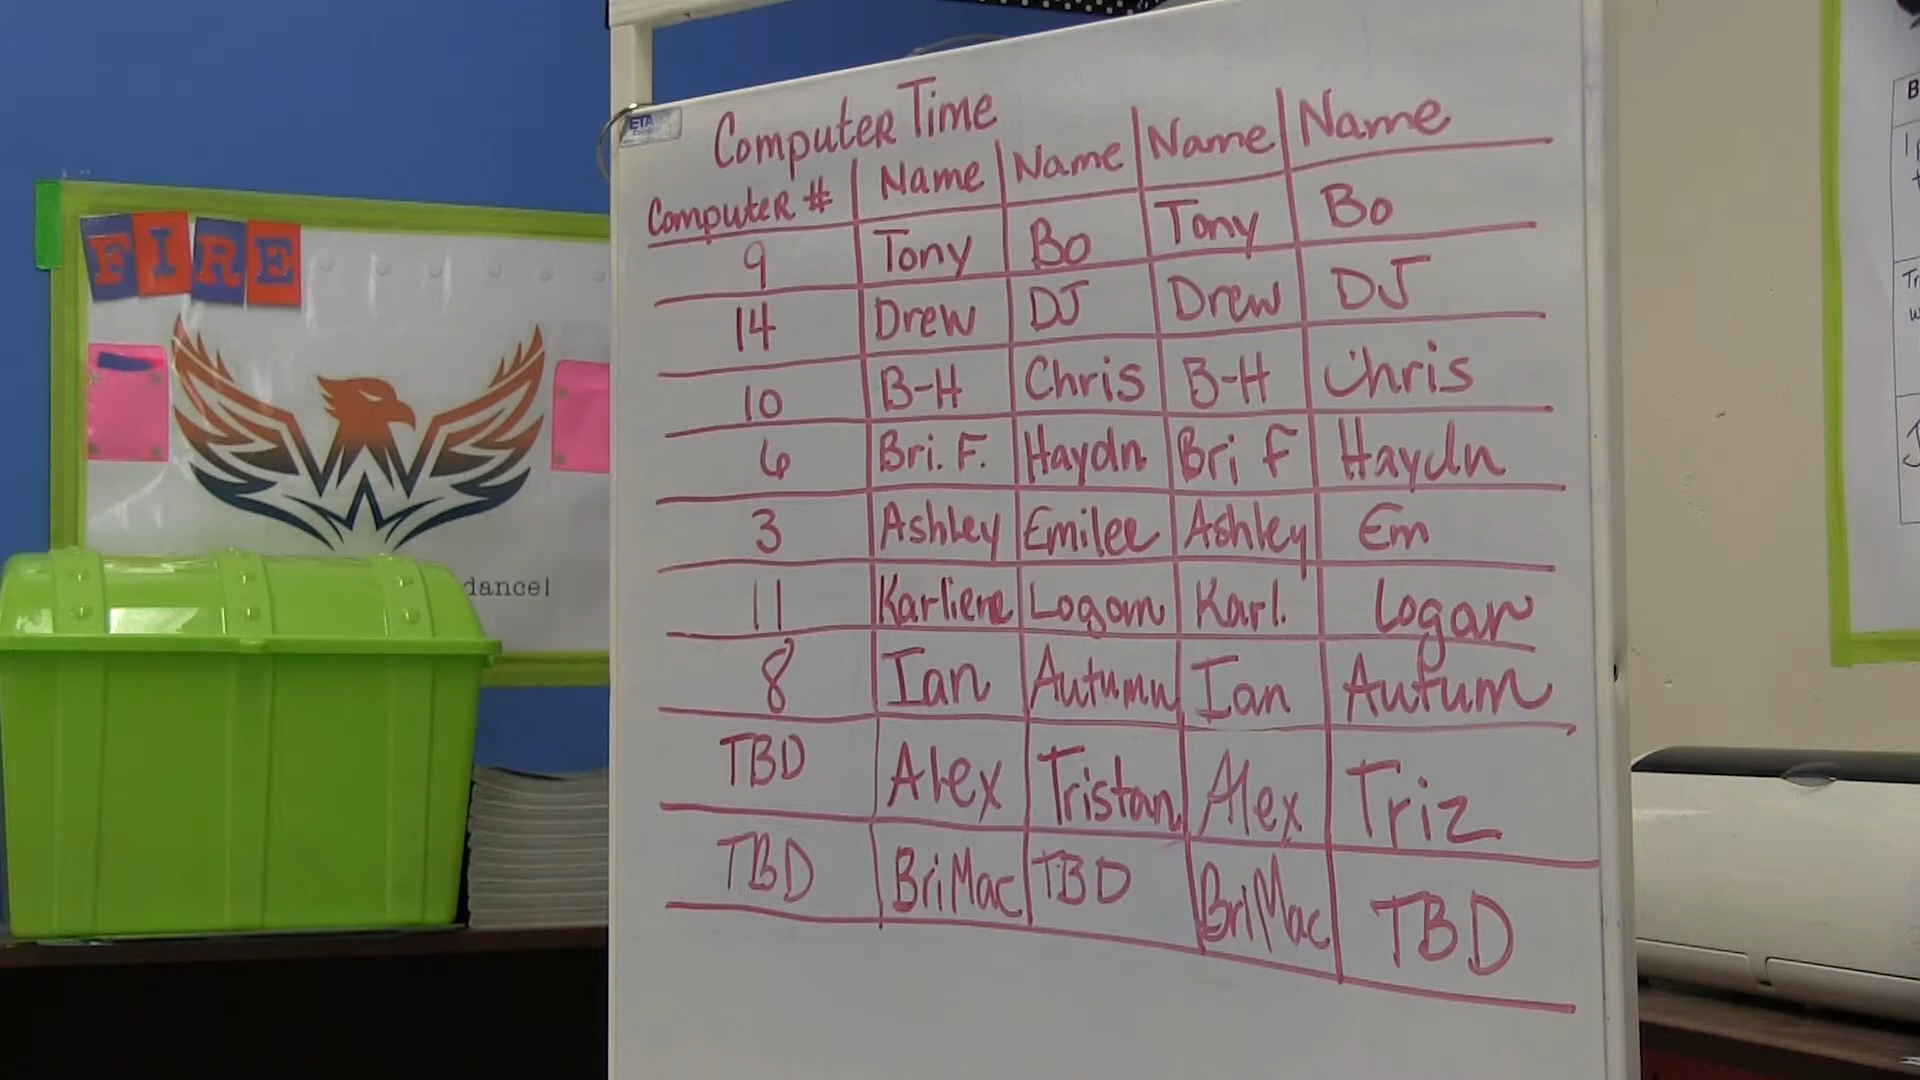 Computer Time
Computer # Name Name Name Name
9 Tony Bo Tony Bo
14 Drew DJ Drew DJ
10 B-H Chris B-H Chris
6 Bri. F. Haydn Bri F Haydn
3 Ashley Emilee Ashley Em
11 Karliene Logan Karl. Logan
8 Ian Autumn Ian Autum
TBD Alex Tristan Alex Triz
TBD BriMac TBD BriMac TBD
FIRE
W
dance!
ETA
B
Tr
w